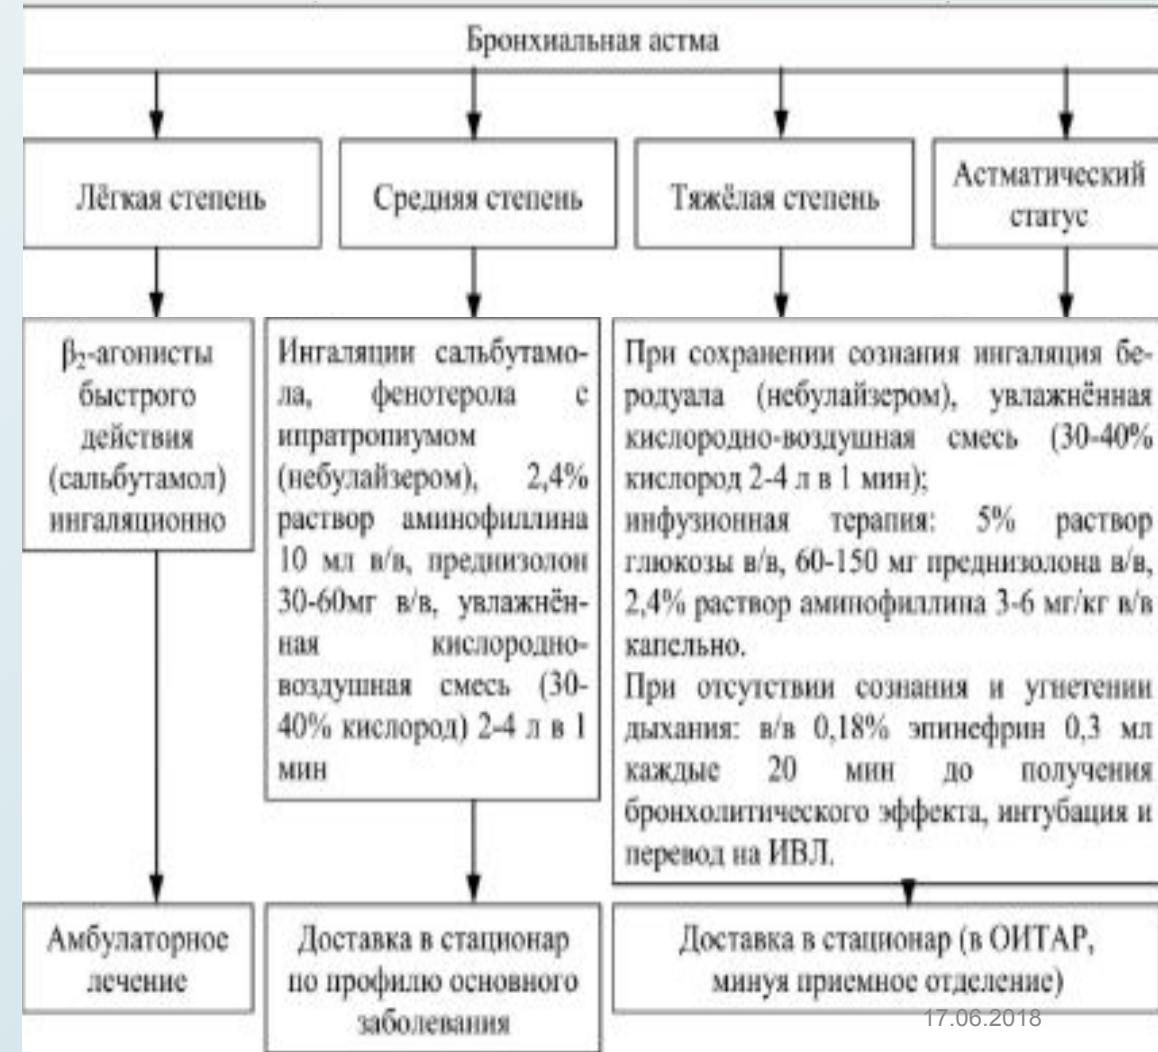 Бронхиальная астма
Лёгкая степень
Средняя степень
Тяжёлая степень
Астматический
статус
β₂-агонисты
быстрого
действия
(сальбутамол)
ингаляционно
Ингаляции сальбутамо-
ла, фенотерола с
ипратропиумом
(небулайзером), 2,4%
раствор аминофиллина
10 мл в/в, преднизолон
30-60мг в/в, увлажнён-
ная кислородно-
воздушная смесь (30-
40% кислород) 2-4 л в 1
мин
При сохранении сознания ингаляция бе-
родуала (небулайзером), увлажнённая
кислородно-воздушная смесь (30-40%
кислород 2-4 л в 1 мин);
инфузионная терапия: 5% раствор
глюкозы в/в, 60-150 мг преднизолона в/в,
2,4% раствор аминофиллина 3-6 мг/кг в/в
капельно.
При отсутствии сознания и угнетении
дыхания: в/в 0,18% эпинефрин 0,3 мл
каждые 20 мин до получения
бронхолитического эффекта, интубация и
перевод на ИВЛ.
Амбулаторное
лечение
Доставка в стационар
по профилю основного
заболевания
Доставка в стационар (в ОИТАР,
минуя приемное отделение)
17.06.2018